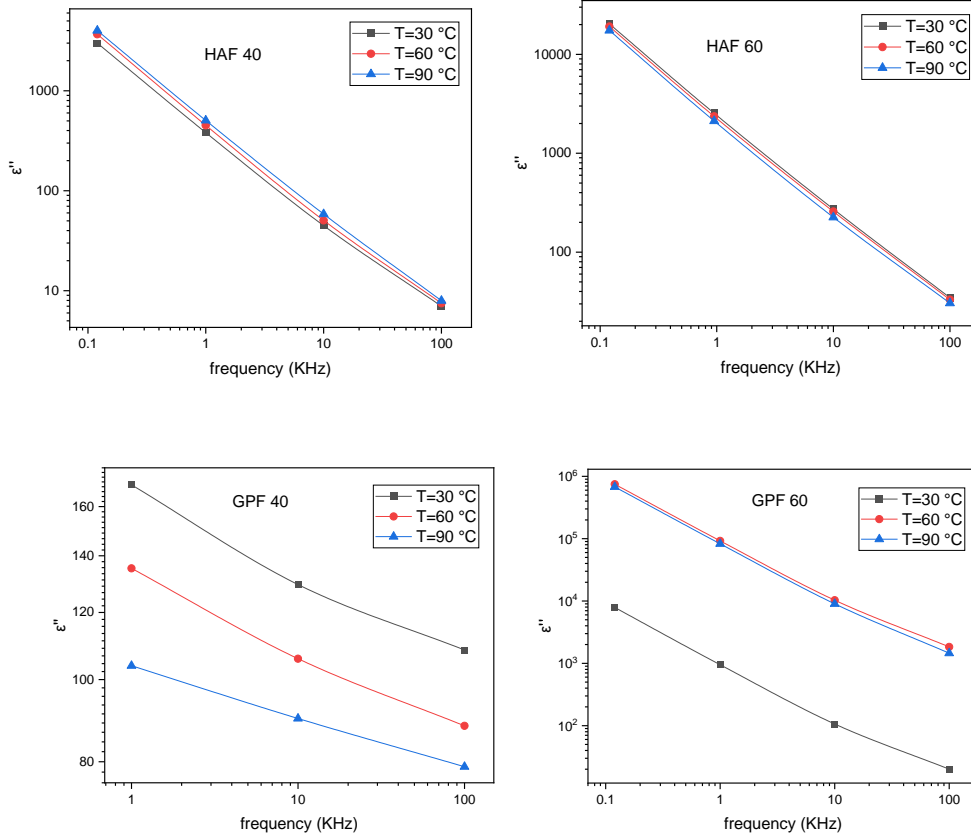 HAF 40
T=30 °C
T=60 °C
T=90 °C
1000
100
10
ε''
0.1 1 10 100
frequency (KHz)
HAF 60
T=30 °C
T=60 °C
T=90 °C
10000
1000
100
ε''
0.1 1 10 100
frequency (KHz)
GPF 40
T=30 °C
T=60 °C
T=90 °C
160
140
120
100
80
ε''
1 10 100
frequency (KHz)
GPF 60
T=30 °C
T=60 °C
T=90 °C
10⁶
10⁵
10⁴
10³
10²
ε''
0.1 1 10 100
frequency (KHz)